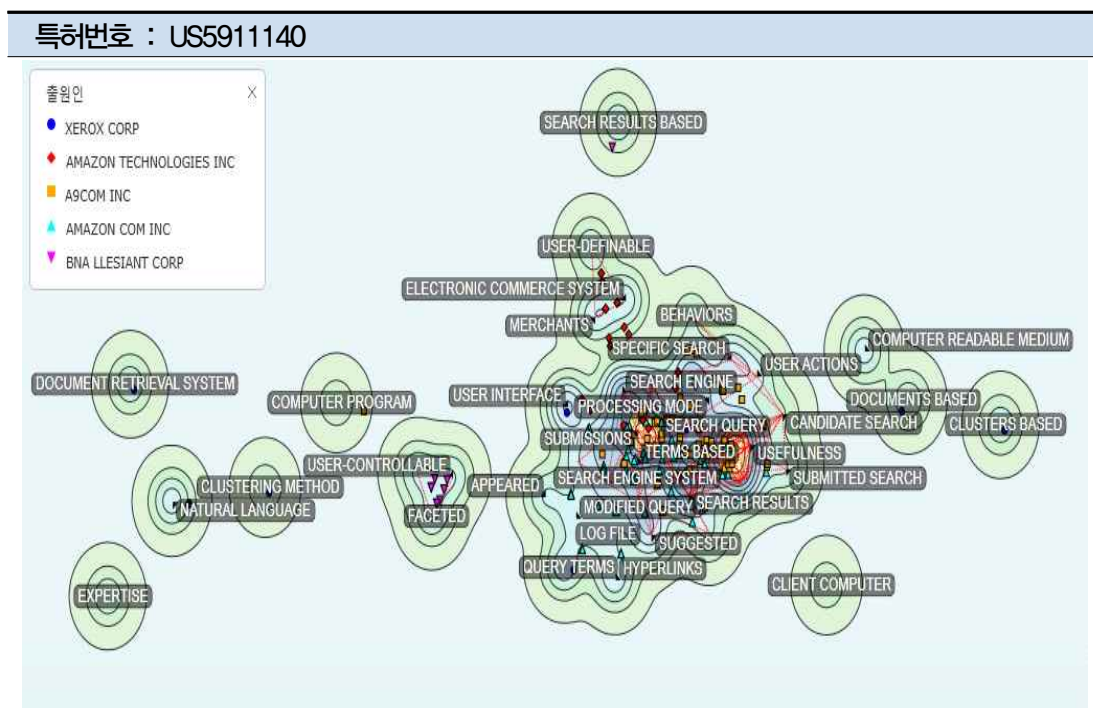 특허번호 : US5911140
출원인 X
XEROX CORP
AMAZON TECHNOLOGIES INC
A9COM INC
AMAZON COM INC
BNA LLESIANT CORP
SEARCH RESULTS BASED
USER-DEFINABLE
ELECTRONIC COMMERCE SYSTEM
MERCHANTS
BEHAVIORS
SPECIFIC SEARCH
COMPUTER READABLE MEDIUM
USER ACTIONS
DOCUMENT RETRIEVAL SYSTEM
SEARCH ENGINE
USER INTERFACE
COMPUTER PROGRAM
PROCESSING MODE
DOCUMENTS BASED
SEARCH QUERY
CANDIDATE SEARCH
CLUSTERS BASED
SUBMISSIONS
TERMS BASED
USEFULNESS
USER-CONTROLLABLE
SEARCH ENGINE SYSTEM
SUBMITTED SEARCH
CLUSTERING METHOD
APPEARED
SEARCH RESULTS
MODIFIED QUERY
NATURAL LANGUAGE
FACETED
LOG FILE
SUGGESTED
QUERY TERMS
HYPERLINKS
CLIENT COMPUTER
EXPERTISE